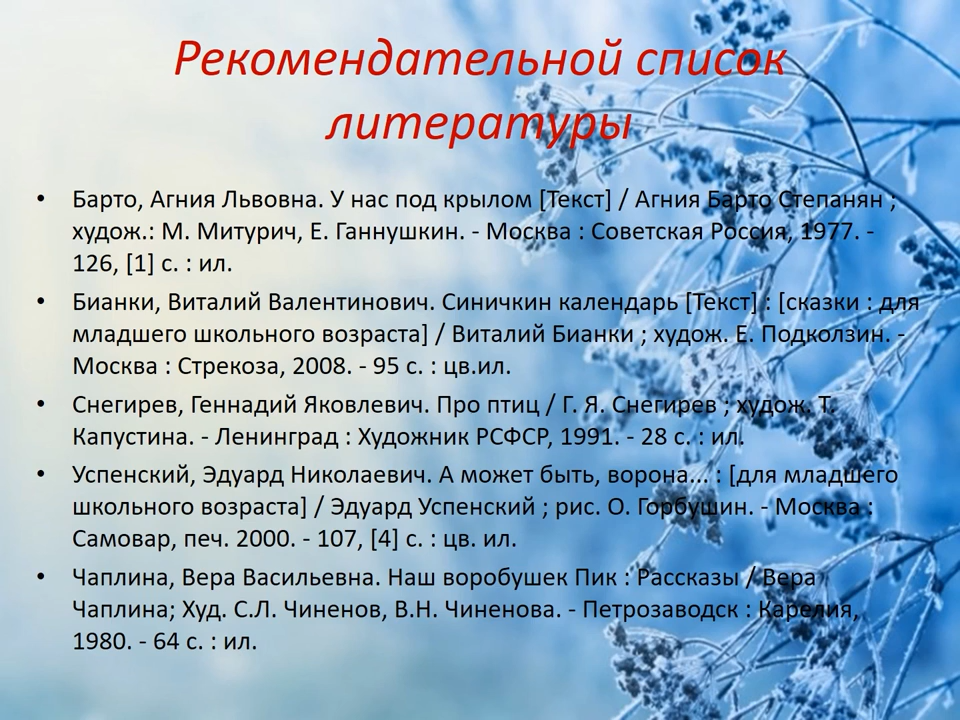 Рекомендательной список
литературы
• Барто, Агния Львовна. У нас под крылом [Текст] / Агния Барто Степанян ;
худож.: М. Митурич, Е. Ганнушкин. - Москва : Советская Россия, 1977. -
126, [1] с. : ил.
• Бианки, Виталий Валентинович. Синичкин календарь [Текст] : [сказки : для
младшего школьного возраста] / Виталий Бианки ; худож. Е. Подколзин. -
Москва : Стрекоза, 2008. - 95 с. : цв.ил.
• Снегирев, Геннадий Яковлевич. Про птиц / Г. Я. Снегирев ; худож. Т.
Капустина. - Ленинград : Художник РСФСР, 1991. - 28 с. : ил.
• Успенский, Эдуард Николаевич. А может быть, ворона... : [для младшего
школьного возраста] / Эдуард Успенский ; рис. О. Горбушин. - Москва :
Самовар, печ. 2000. - 107, [4] с. : цв. ил.
• Чаплина, Вера Васильевна. Наш воробушек Пик : Рассказы / Вера
Чаплина; Худ. С.Л. Чиненов, В.Н. Чиненова. - Петрозаводск : Карелия,
1980. - 64 с. : ил.